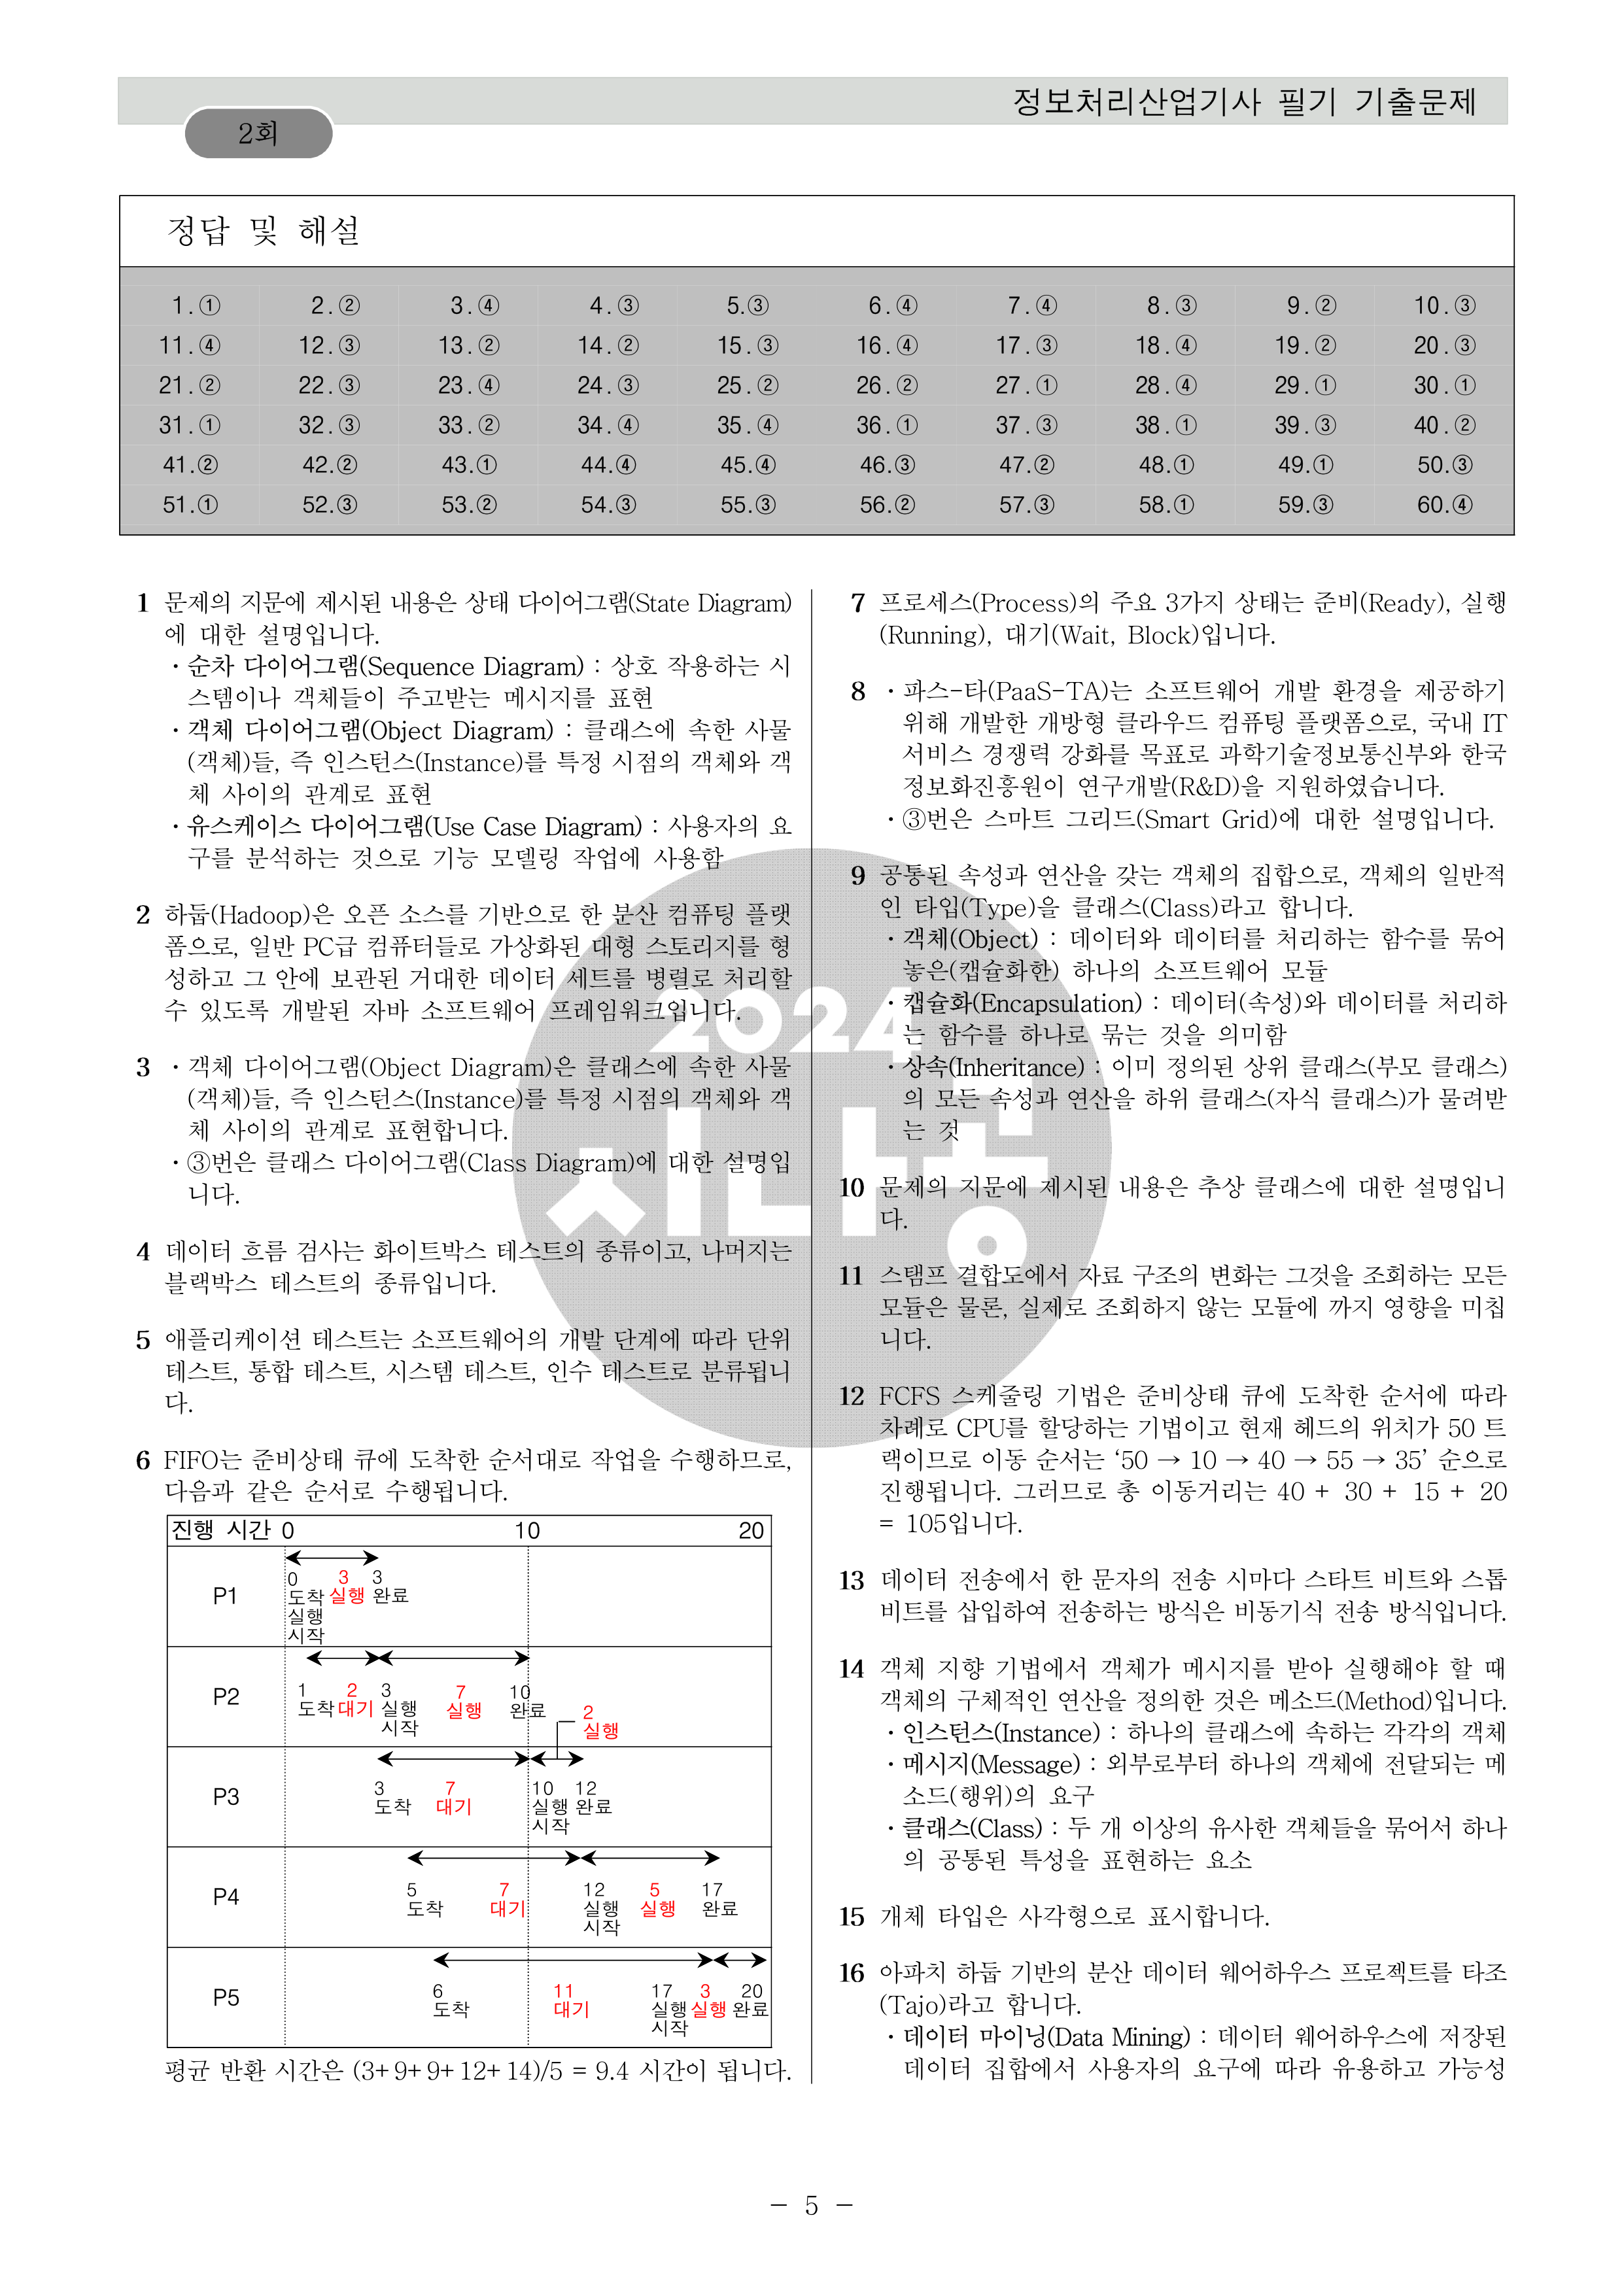 정보처리산업기사 필기 기출문제
2회
정답 및 해설
1.① 2.② 3.④ 4.③ 5.③ 6.④ 7.④ 8.③ 9.② 10.③
11.④ 12.③ 13.② 14.② 15.③ 16.④ 17.③ 18.④ 19.② 20.③
21.② 22.③ 23.④ 24.③ 25.② 26.② 27.① 28.④ 29.① 30.①
31.① 32.③ 33.② 34.④ 35.④ 36.① 37.③ 38.① 39.③ 40.②
41.② 42.② 43.① 44.④ 45.④ 46.③ 47.② 48.① 49.① 50.③
51.① 52.③ 53.② 54.③ 55.③ 56.② 57.③ 58.① 59.③ 60.④
1 문제의 지문에 제시된 내용은 상태 다이어그램(State Diagram)
에 대한 설명입니다.
· 순차 다이어그램(Sequence Diagram) : 상호 작용하는 시
스템이나 객체들이 주고받는 메시지를 표현
· 객체 다이어그램(Object Diagram) : 클래스에 속한 사물
(객체)들, 즉 인스턴스(Instance)를 특정 시점의 객체와 객
체 사이의 관계로 표현
· 유스케이스 다이어그램(Use Case Diagram) : 사용자의 요
구를 분석하는 것으로 기능 모델링 작업에 사용함
2 하둡(Hadoop)은 오픈 소스를 기반으로 한 분산 컴퓨팅 플랫
폼으로, 일반 PC급 컴퓨터들로 가상화된 대형 스토리지를 형
성하고 그 안에 보관된 거대한 데이터 세트를 병렬로 처리할
수 있도록 개발된 자바 소프트웨어 프레임워크입니다.
3 · 객체 다이어그램(Object Diagram)은 클래스에 속한 사물
(객체)들, 즉 인스턴스(Instance)를 특정 시점의 객체와 객
체 사이의 관계로 표현합니다.
· ③번은 클래스 다이어그램(Class Diagram)에 대한 설명입
니다.
4 데이터 흐름 검사는 화이트박스 테스트의 종류이고, 나머지는
블랙박스 테스트의 종류입니다.
5 애플리케이션 테스트는 소프트웨어의 개발 단계에 따라 단위
테스트, 통합 테스트, 시스템 테스트, 인수 테스트로 분류됩니
다.
6 FIFO는 준비상태 큐에 도착한 순서대로 작업을 수행하므로,
다음과 같은 순서로 수행됩니다.
진행 시간 0 10 20
P1
0 3 3
도착 실행 완료
실행
시작
P2
1 2 3 7 10
도착 대기 실행 실행 완료
시작
2
실행
P3
3 7 10 12
도착 대기 실행 완료
시작
P4
5 7 12 5 17
도착 대기 실행 실행 완료
시작
P5
6 11 17 3 20
도착 대기 실행 실행 완료
시작
평균 반환 시간은 (3+9+9+12+14)/5 = 9.4 시간이 됩니다.
7 프로세스(Process)의 주요 3가지 상태는 준비(Ready), 실행
(Running), 대기(Wait, Block)입니다.
8 · 파스-타(PaaS-TA)는 소프트웨어 개발 환경을 제공하기
위해 개발한 개방형 클라우드 컴퓨팅 플랫폼으로, 국내 IT
서비스 경쟁력 강화를 목표로 과학기술정보통신부와 한국
정보화진흥원이 연구개발(R&D)을 지원하였습니다.
· ③번은 스마트 그리드(Smart Grid)에 대한 설명입니다.
9 공통된 속성과 연산을 갖는 객체의 집합으로, 객체의 일반적
인 타입(Type)을 클래스(Class)라고 합니다.
· 객체(Object) : 데이터와 데이터를 처리하는 함수를 묶어
놓은(캡슐화한) 하나의 소프트웨어 모듈
· 캡슐화(Encapsulation) : 데이터(속성)와 데이터를 처리하
는 함수를 하나로 묶는 것을 의미함
· 상속(Inheritance) : 이미 정의된 상위 클래스(부모 클래스)
의 모든 속성과 연산을 하위 클래스(자식 클래스)가 물려받
는 것
10 문제의 지문에 제시된 내용은 추상 클래스에 대한 설명입니
다.
11 스탬프 결합도에서 자료 구조의 변화는 그것을 조회하는 모든
모듈은 물론, 실제로 조회하지 않는 모듈에 까지 영향을 미칩
니다.
12 FCFS 스케줄링 기법은 준비상태 큐에 도착한 순서에 따라
차례로 CPU를 할당하는 기법이고 현재 헤드의 위치가 50 트
랙이므로 이동 순서는 ‘50 → 10 → 40 → 55 → 35’ 순으로
진행됩니다. 그러므로 총 이동거리는 40 + 30 + 15 + 20
= 105입니다.
13 데이터 전송에서 한 문자의 전송 시마다 스타트 비트와 스톱
비트를 삽입하여 전송하는 방식은 비동기식 전송 방식입니다.
14 객체 지향 기법에서 객체가 메시지를 받아 실행해야 할 때
객체의 구체적인 연산을 정의한 것은 메소드(Method)입니다.
· 인스턴스(Instance) : 하나의 클래스에 속하는 각각의 객체
· 메시지(Message) : 외부로부터 하나의 객체에 전달되는 메
소드(행위)의 요구
· 클래스(Class) : 두 개 이상의 유사한 객체들을 묶어서 하나
의 공통된 특성을 표현하는 요소
15 개체 타입은 사각형으로 표시합니다.
16 아파치 하둡 기반의 분산 데이터 웨어하우스 프로젝트를 타조
(Tajo)라고 합니다.
· 데이터 마이닝(Data Mining) : 데이터 웨어하우스에 저장된
데이터 집합에서 사용자의 요구에 따라 유용하고 가능성
2024
시나공
- 5 -